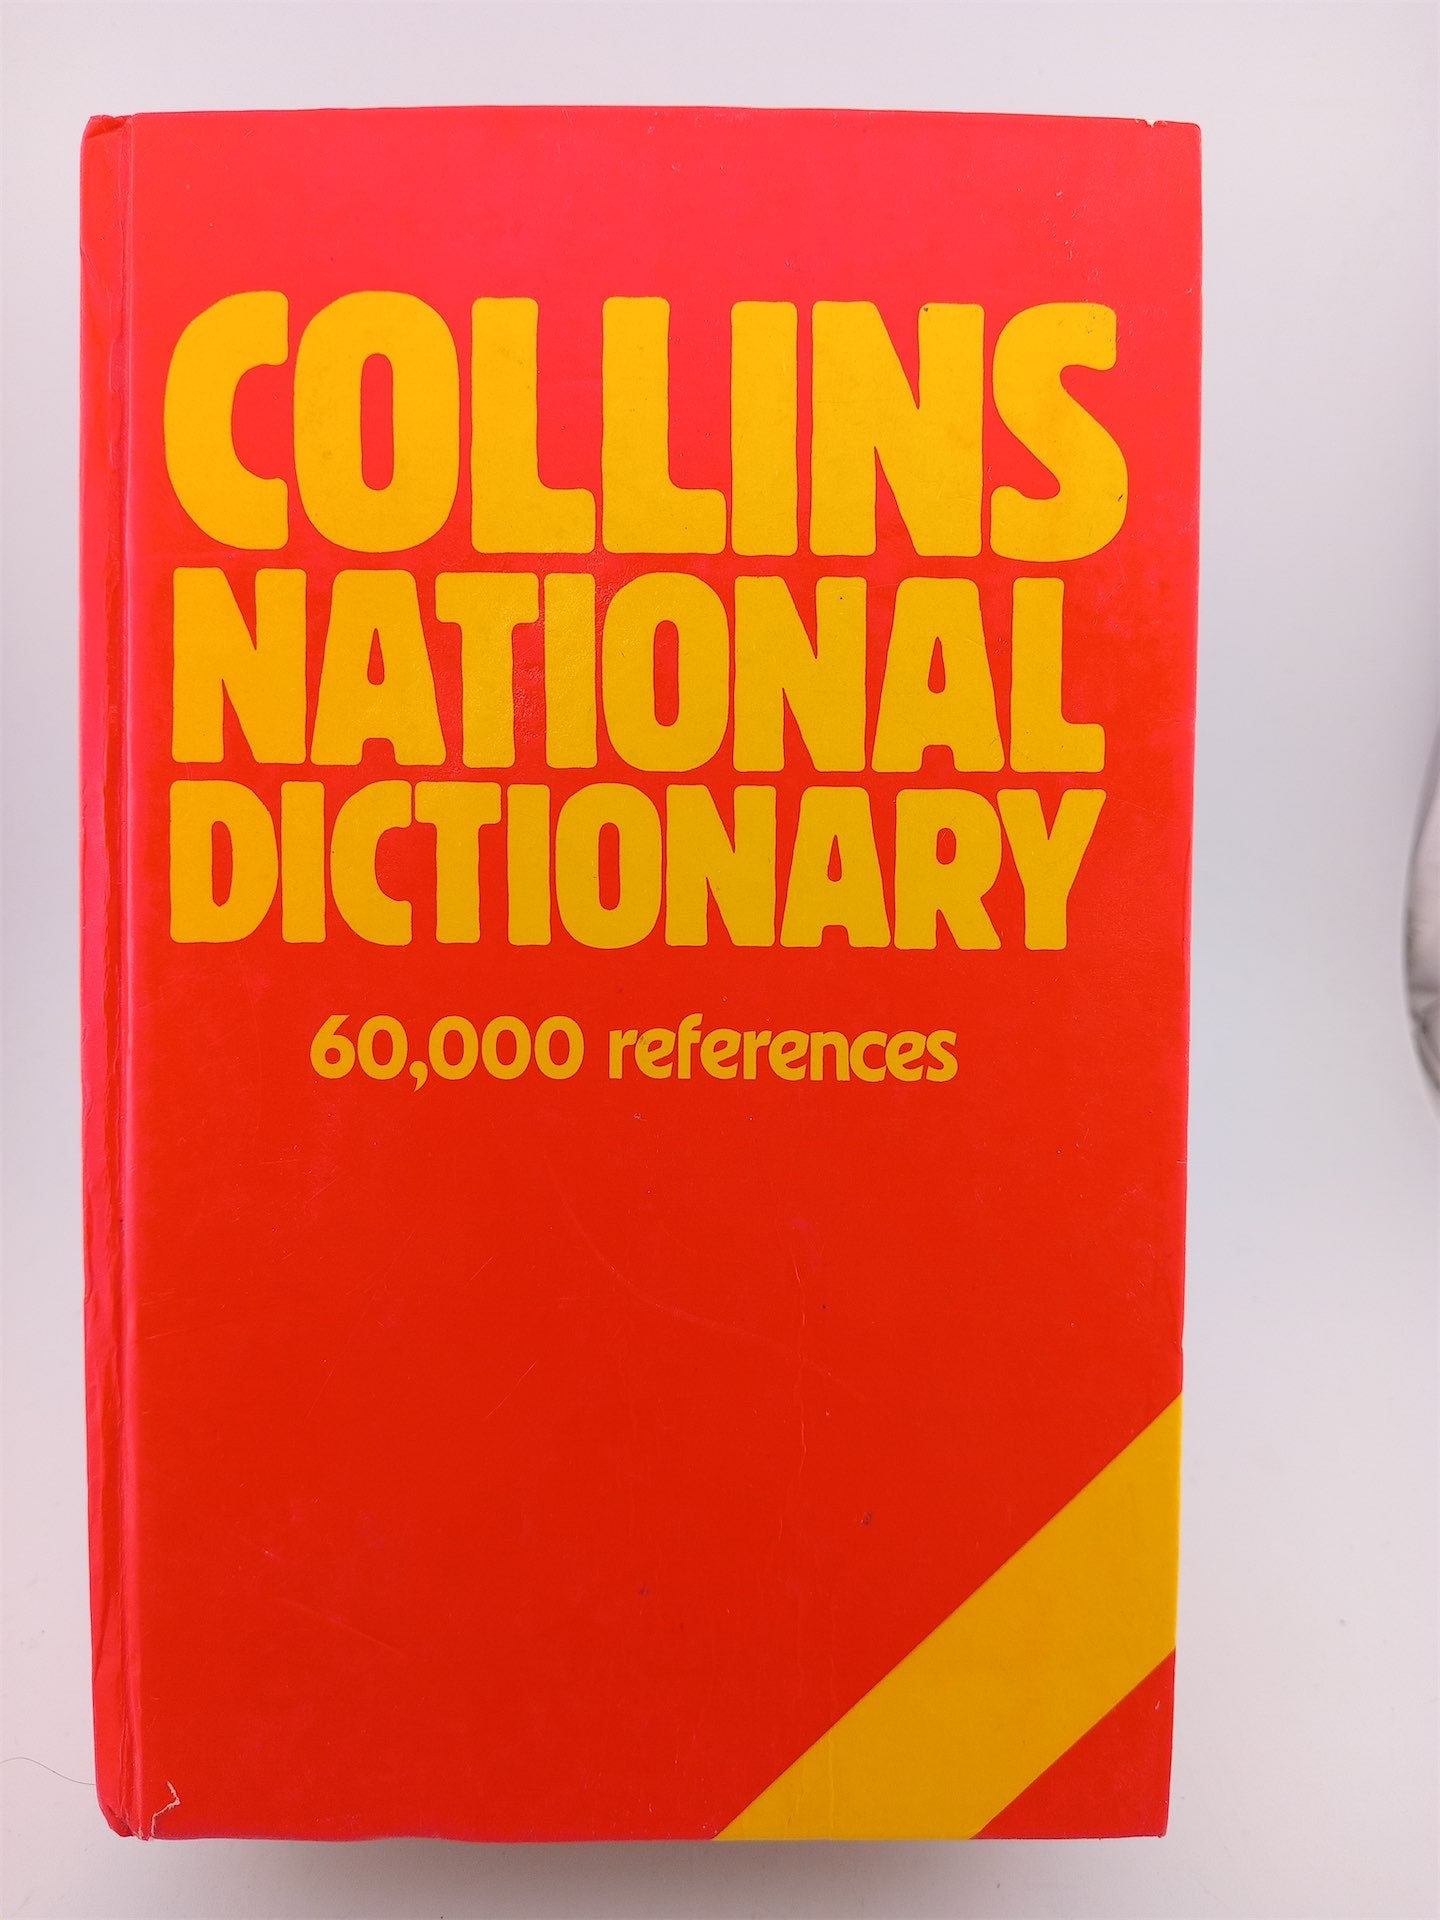 COLLINS
NATIONAL
DICTIONARY
60,000 references